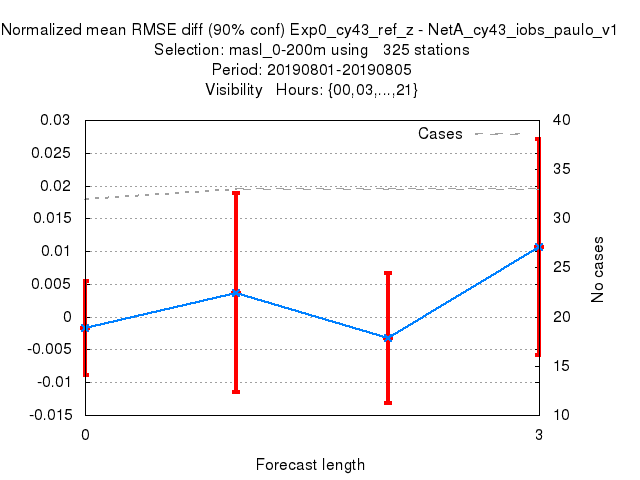 Normalized mean RMSE diff (90% conf) Exp0_cy43_ref_z - NetA_cy43_iobs_paulo_v1
Selection: masl_0-200m using   325 stations
Period: 20190801-20190805
Visibility   Hours: {00,03,...,21}
Cases
0.03
0.025
0.02
0.015
0.01
0.005
0
-0.005
-0.01
-0.015
40
35
30
25
20
15
10
No cases
0
3
Forecast length